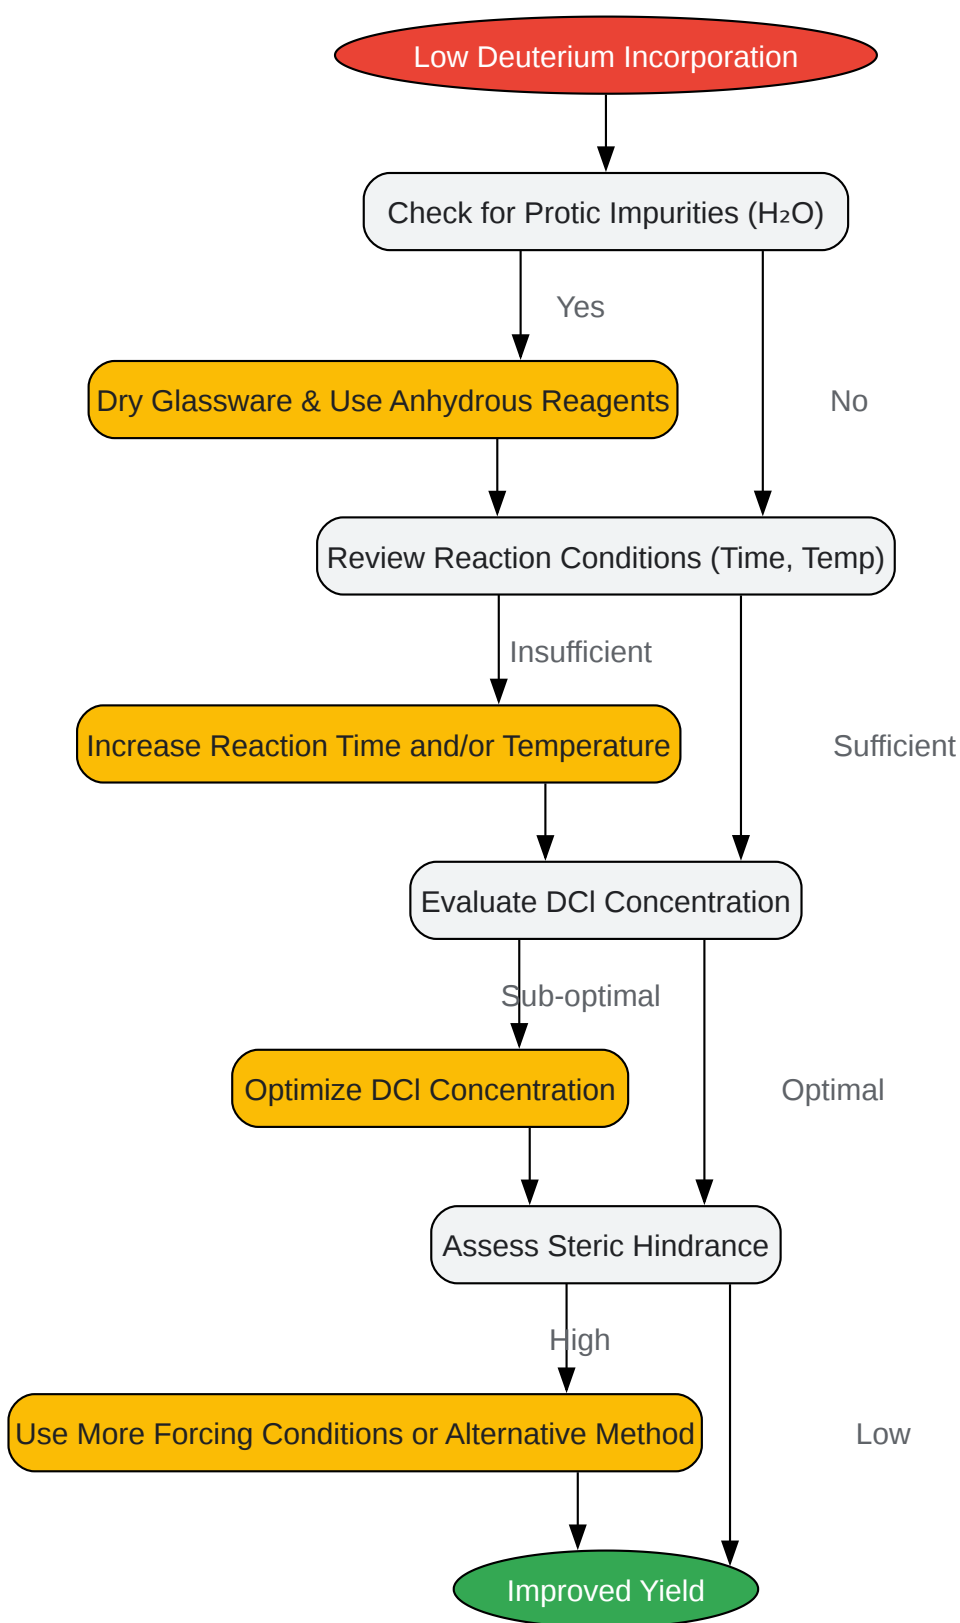 Low Deuterium Incorporation
Check for Protic Impurities (H₂O)
Yes
Dry Glassware & Use Anhydrous Reagents
No
Review Reaction Conditions (Time, Temp)
Insufficient
Increase Reaction Time and/or Temperature
Sufficient
Evaluate DCl Concentration
Sub-optimal
Optimize DCl Concentration
Optimal
Assess Steric Hindrance
High
Use More Forcing Conditions or Alternative Method
Low
Improved Yield